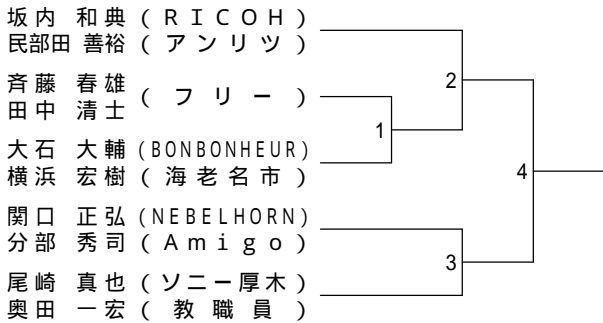 坂内 和典 (RICOH)
民部田 善裕 (アンリツ)
斉藤 春雄
田中 清士
(フリー)
大石 大輔 (BONBONHEUR)
横浜 宏樹 (海老名市)
関口 正弘 (NEBELHORN)
分部 秀司 (Amigo)
尾崎 真也 (ソニー厚木)
奥田 一宏 (教職員)
2
1
4
3